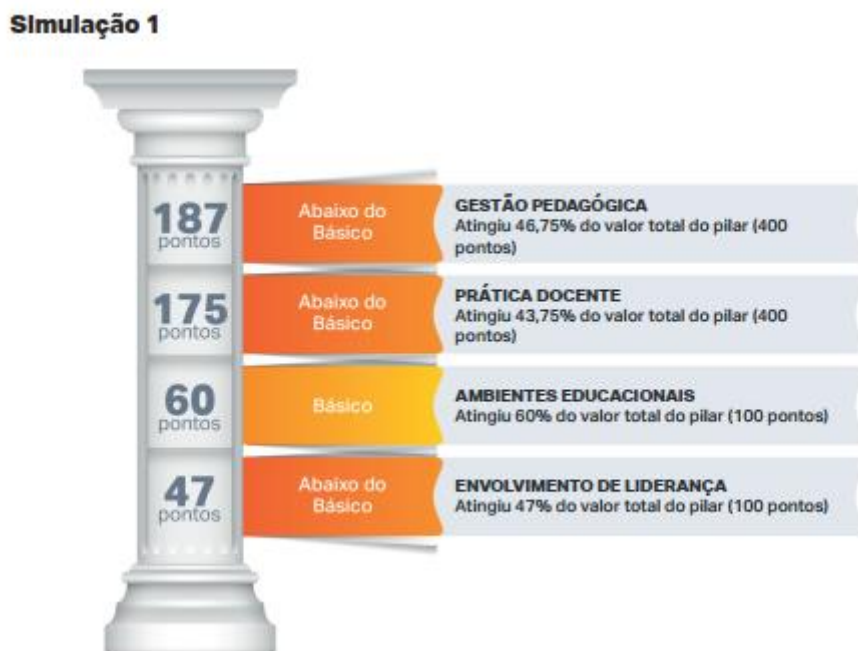 Simulação 1
187
pontos
Abaixo do
Básico
GESTÃO PEDAGÓGICA
Atingiu 46,75% do valor total do pilar (400
pontos)
175
pontos
Abaixo do
Básico
PRÁTICA DOCENTE
Atingiu 43,75% do valor total do pilar (400
pontos)
60
pontos
Básico
AMBIENTES EDUCACIONAIS
Atingiu 60% do valor total do pilar (100 pontos)
47
pontos
Abaixo do
Básico
ENVOLVIMENTO DE LIDERANÇA
Atingiu 47% do valor total do pilar (100 pontos)